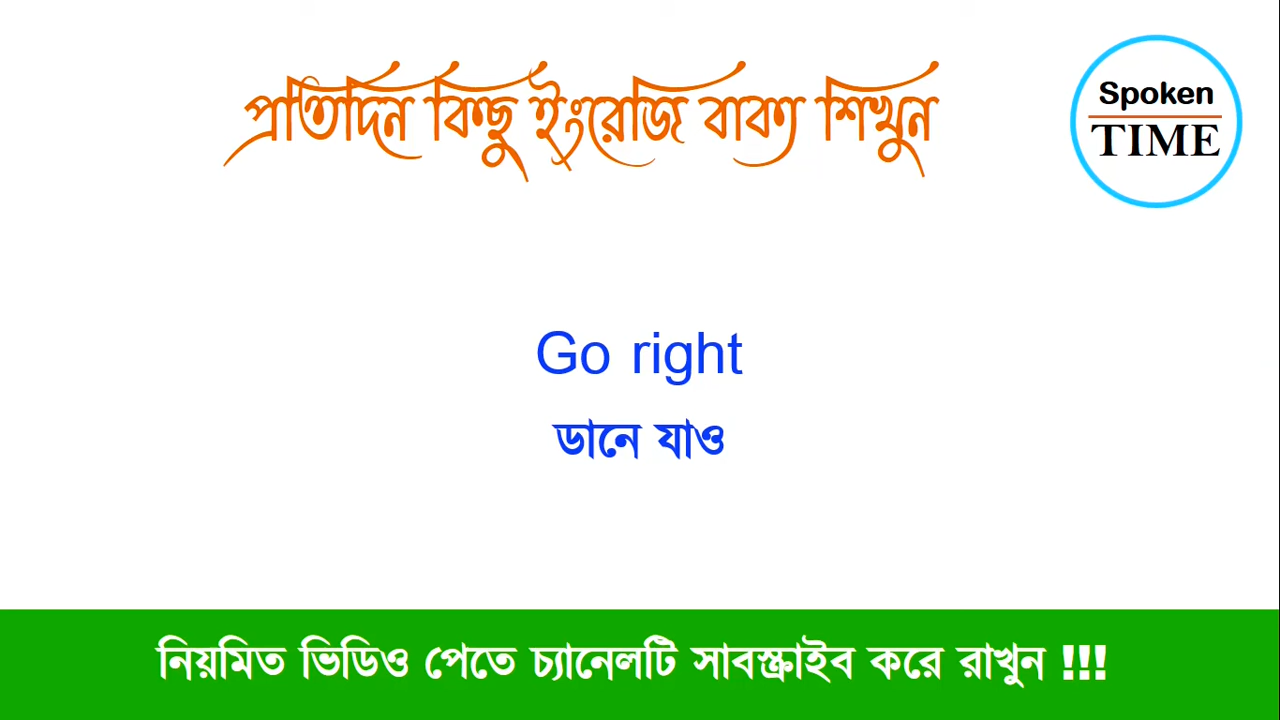 প্রতিদিন কিছু ইংরেজি বাক্য শিখুন
Spoken
TIME
Go right
ডানে যাও
নিয়মিত ভিডিও পেতে চ্যানেলটি সাবস্ক্রাইব করে রাখুন !!!